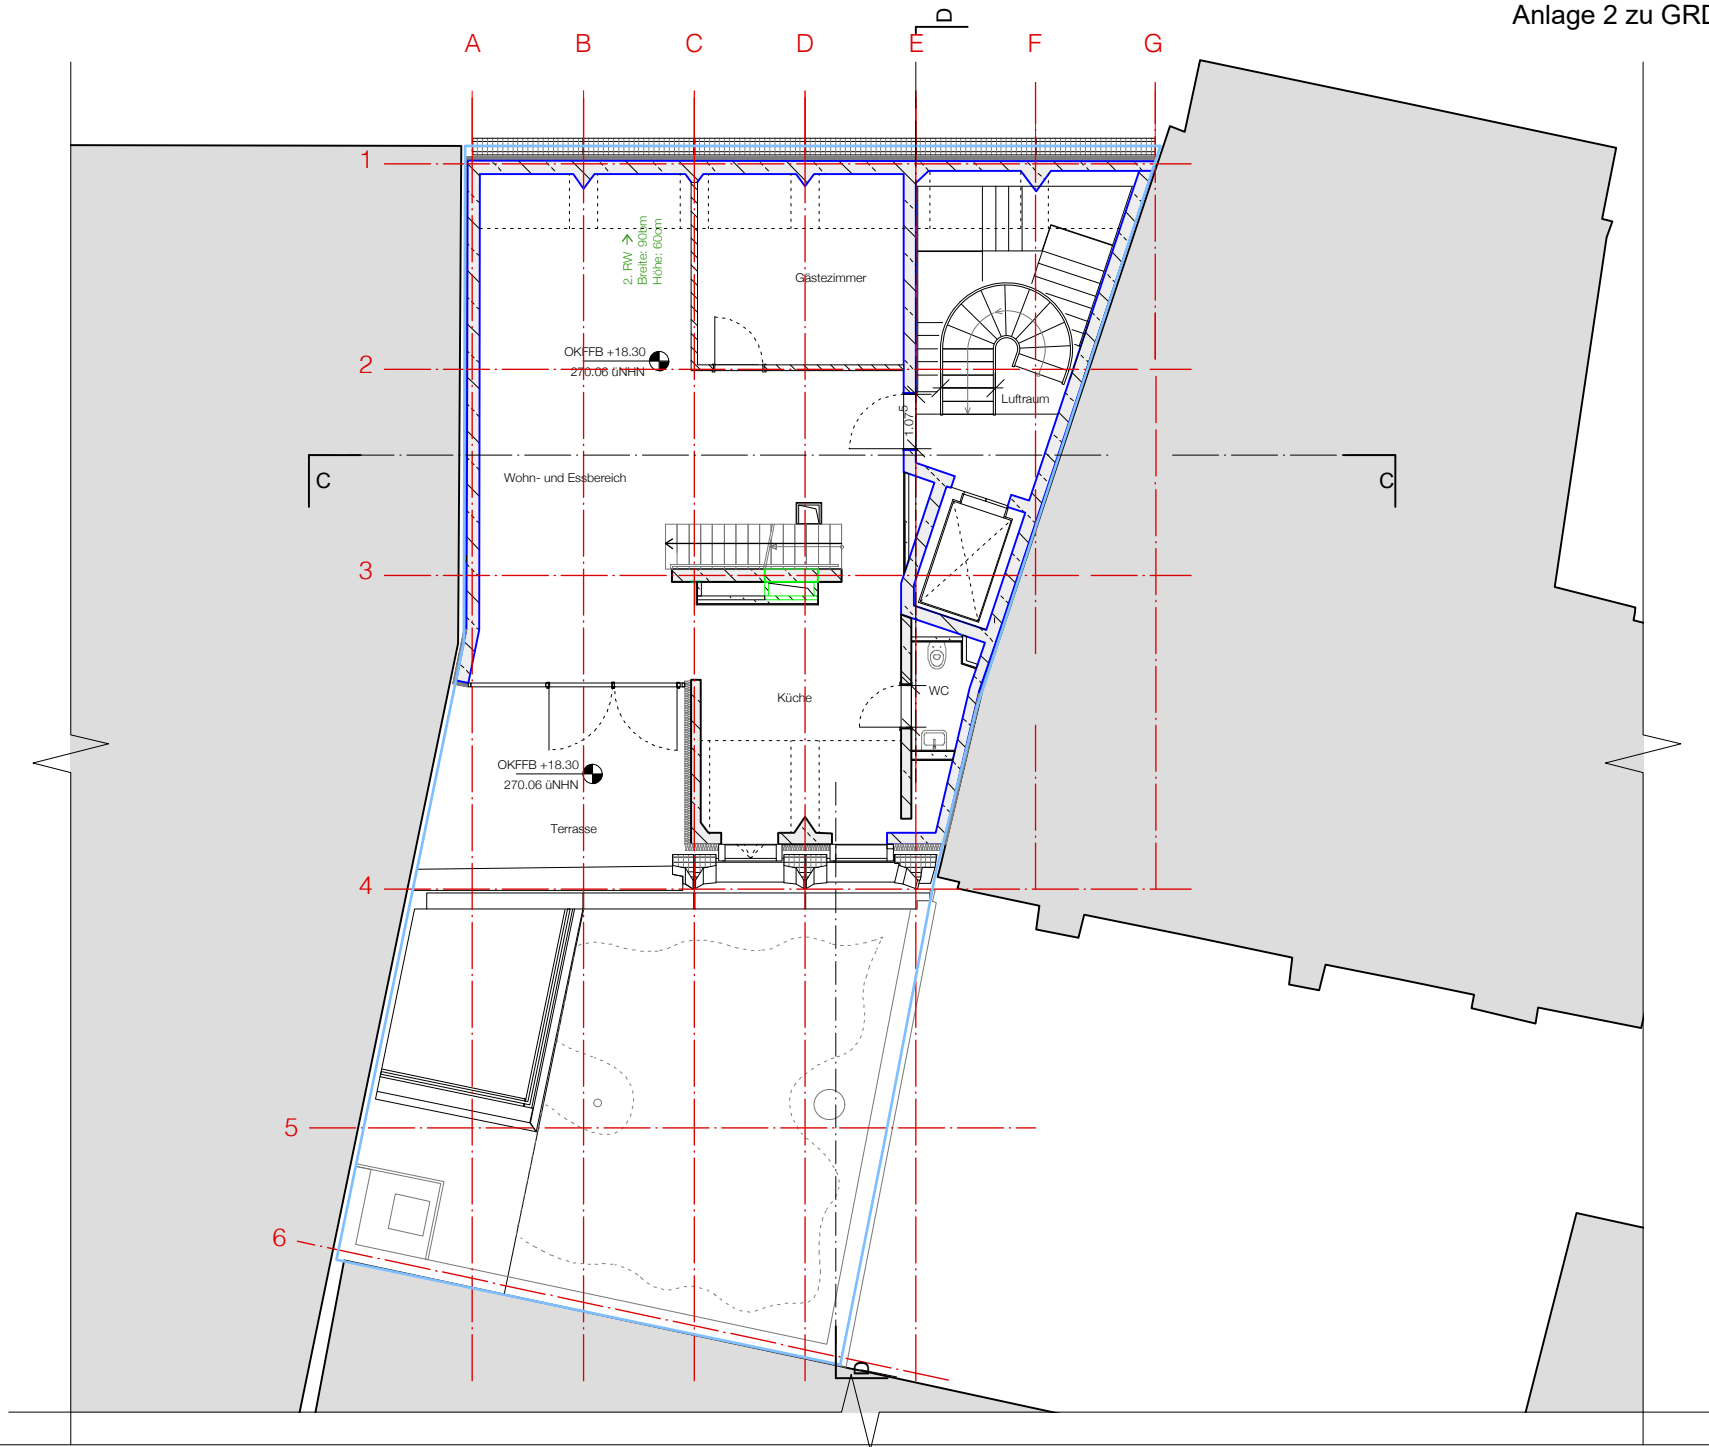 Anlage 2 zu GRD
D
A B C D E F G
1
2. RW →
Breite: 90cm
Höhe: 60cm
Gästezimmer
OKFFB +18.30
270.06 üNHN
2
Luftraum
1.07⁵
C
Wohn- und Essbereich
C
3
WC
Küche
OKFFB +18.30
270.06 üNHN
Terrasse
4
5
6
D